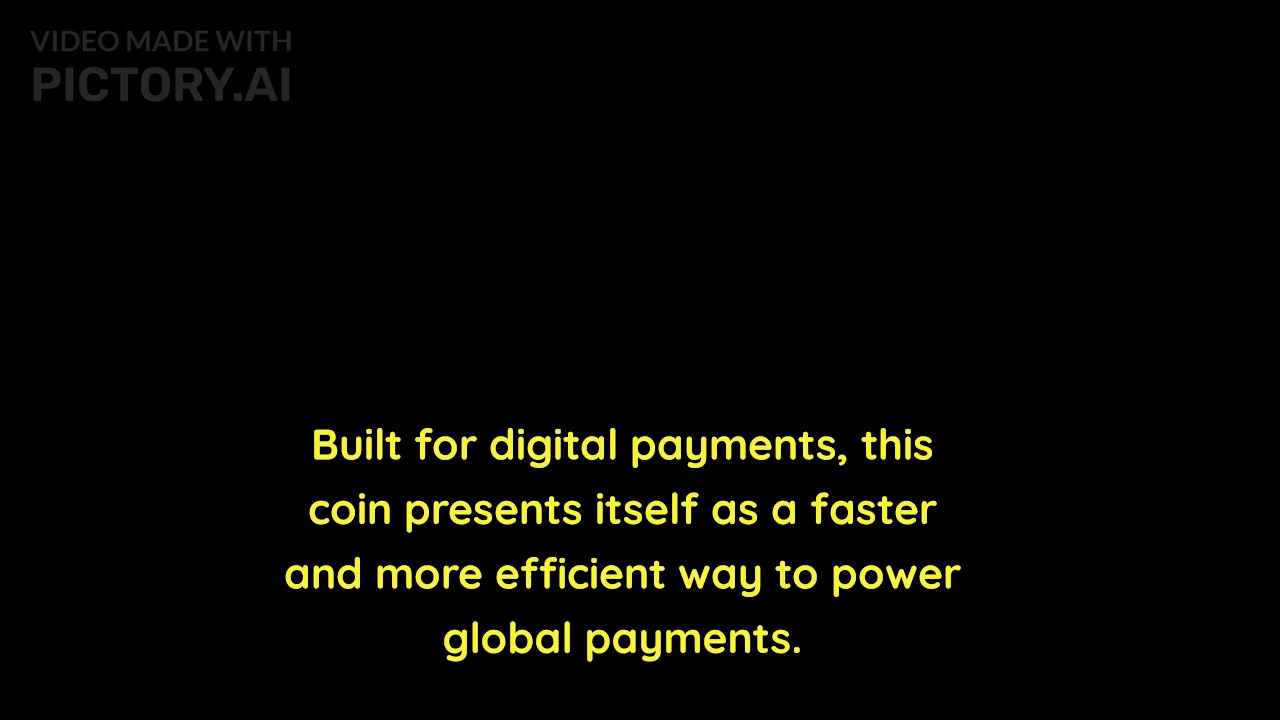 VIDEO MADE WITH
PICTORY.AI
Built for digital payments, this
coin presents itself as a faster
and more efficient way to power
global payments.